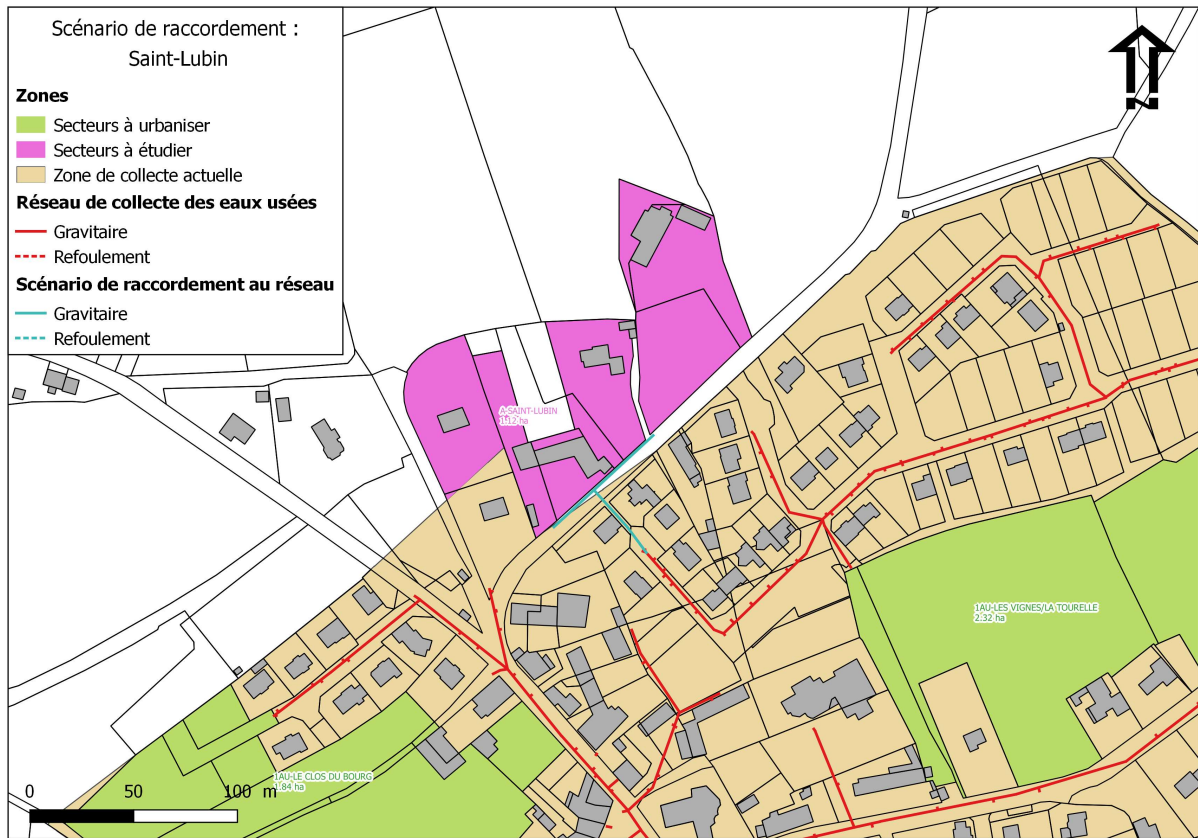 Scénario de raccordement :
Saint-Lubin
Zones
Secteurs à urbaniser
Secteurs à étudier
Zone de collecte actuelle
Réseau de collecte des eaux usées
Gravitaire
Refoulement
Scénario de raccordement au réseau
Gravitaire
Refoulement
N
A-SAINT-LUBIN
1.12 ha
1AU-LES VIGNES/LA TOURELLE
2.32 ha
1AU-LE CLOS DU BOURG
1.84 ha
0 50 100 m